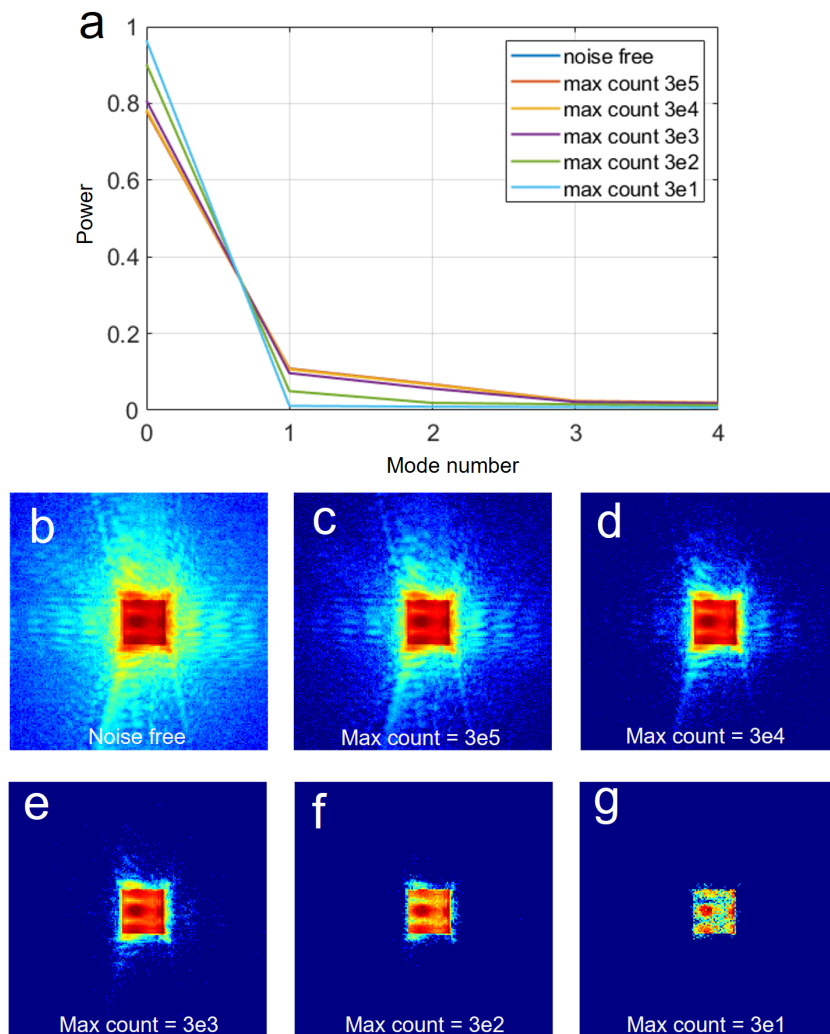 a
1
0.8
0.6
0.4
0.2
0
Power
0 1 2 3 4
Mode number
noise free
max count 3e5
max count 3e4
max count 3e3
max count 3e2
max count 3e1
b
Noise free
c
Max count = 3e5
d
Max count = 3e4
e
Max count = 3e3
f
Max count = 3e2
g
Max count = 3e1